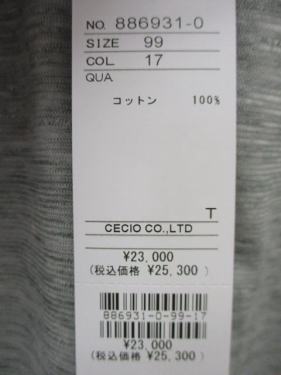 NO. 886931-0
SIZE 99
COL. 17
QUA
コットン 100%
T
CECIO CO.,LTD
¥23,000
(税込価格 ¥25,300 )
886931-0-99-17
¥23,000
(税込価格 ¥25,300 )